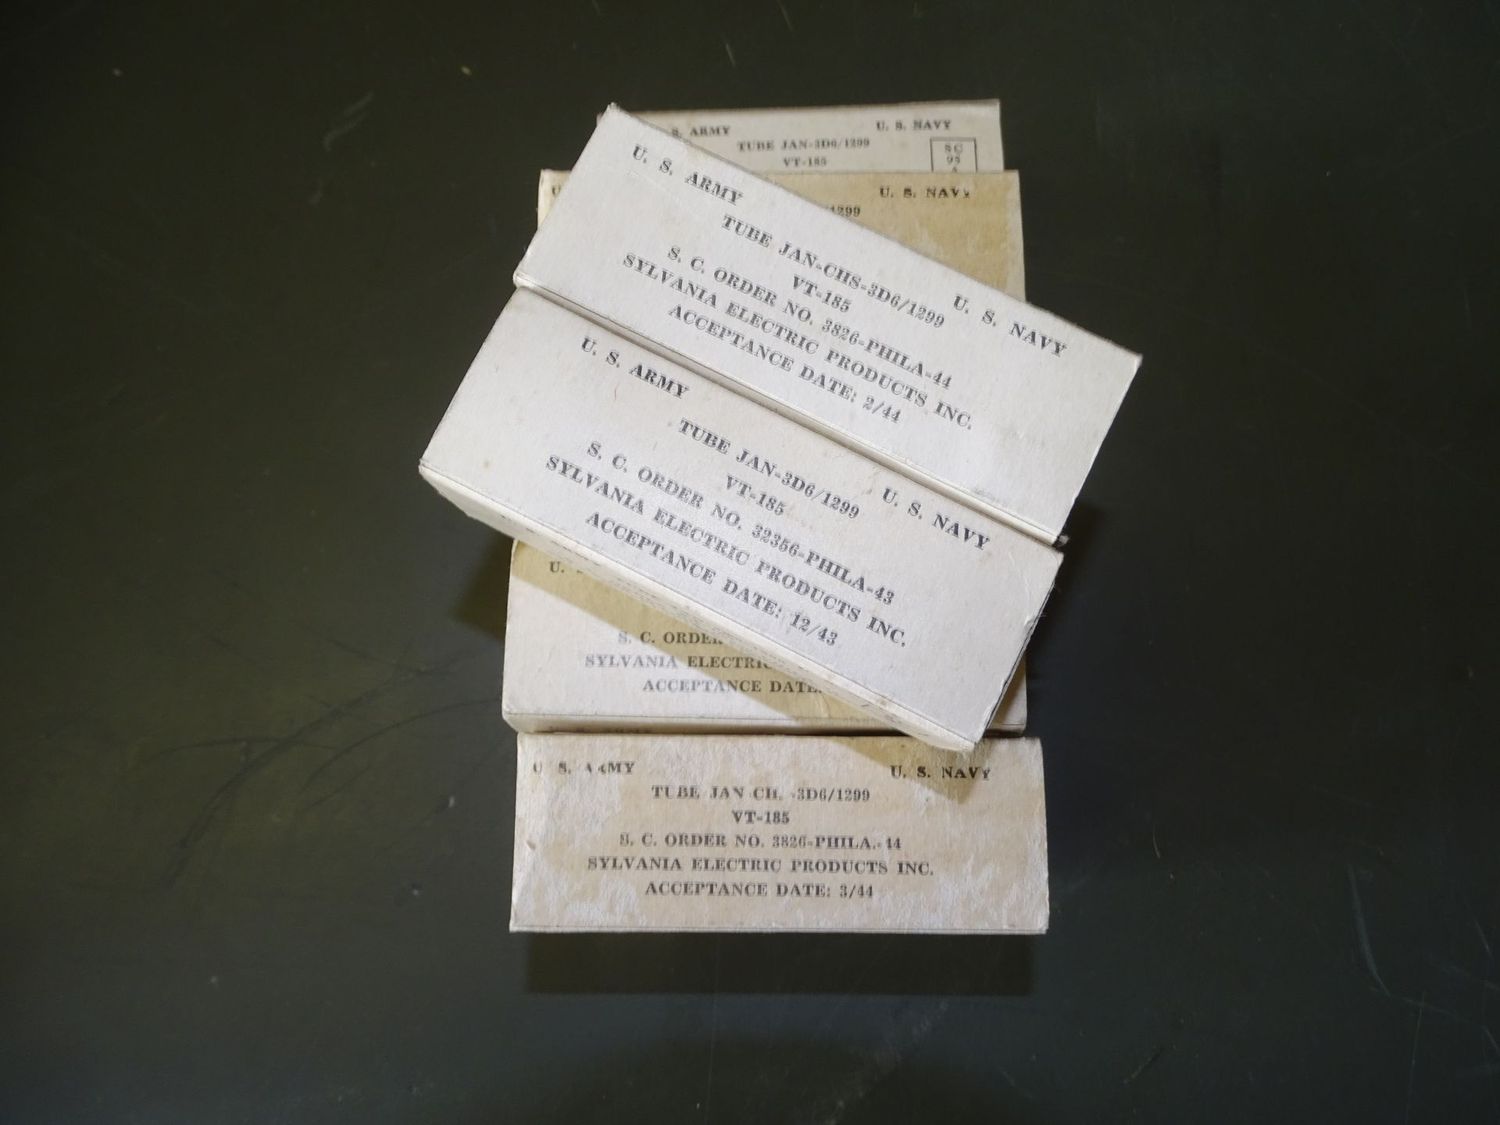 S. ARMY U. S. NAVY
TUBE JAN-3D6/1299
VT-185
SC
95
A
U. S. NAVY
/1299
U. S. ARMY U. S. NAVY
TUBE JAN-CHS-3D6/1299
VT-185
S. C. ORDER NO. 3826-PHILA-44
SYLVANIA ELECTRIC PRODUCTS INC.
ACCEPTANCE DATE: 2/44
U. S. ARMY U. S. NAVY
TUBE JAN-3D6/1299
VT-185
S. C. ORDER NO. 32356-PHILA-43
SYLVANIA ELECTRIC PRODUCTS INC.
ACCEPTANCE DATE: 12/43
U.
S. C. ORDER
SYLVANIA ELECTRIC
ACCEPTANCE DATE:
U S. ARMY U. S. NAVY
TUBE JAN CH -3D6/1299
VT-185
S. C. ORDER NO. 3826-PHILA.-44
SYLVANIA ELECTRIC PRODUCTS INC.
ACCEPTANCE DATE: 3/44